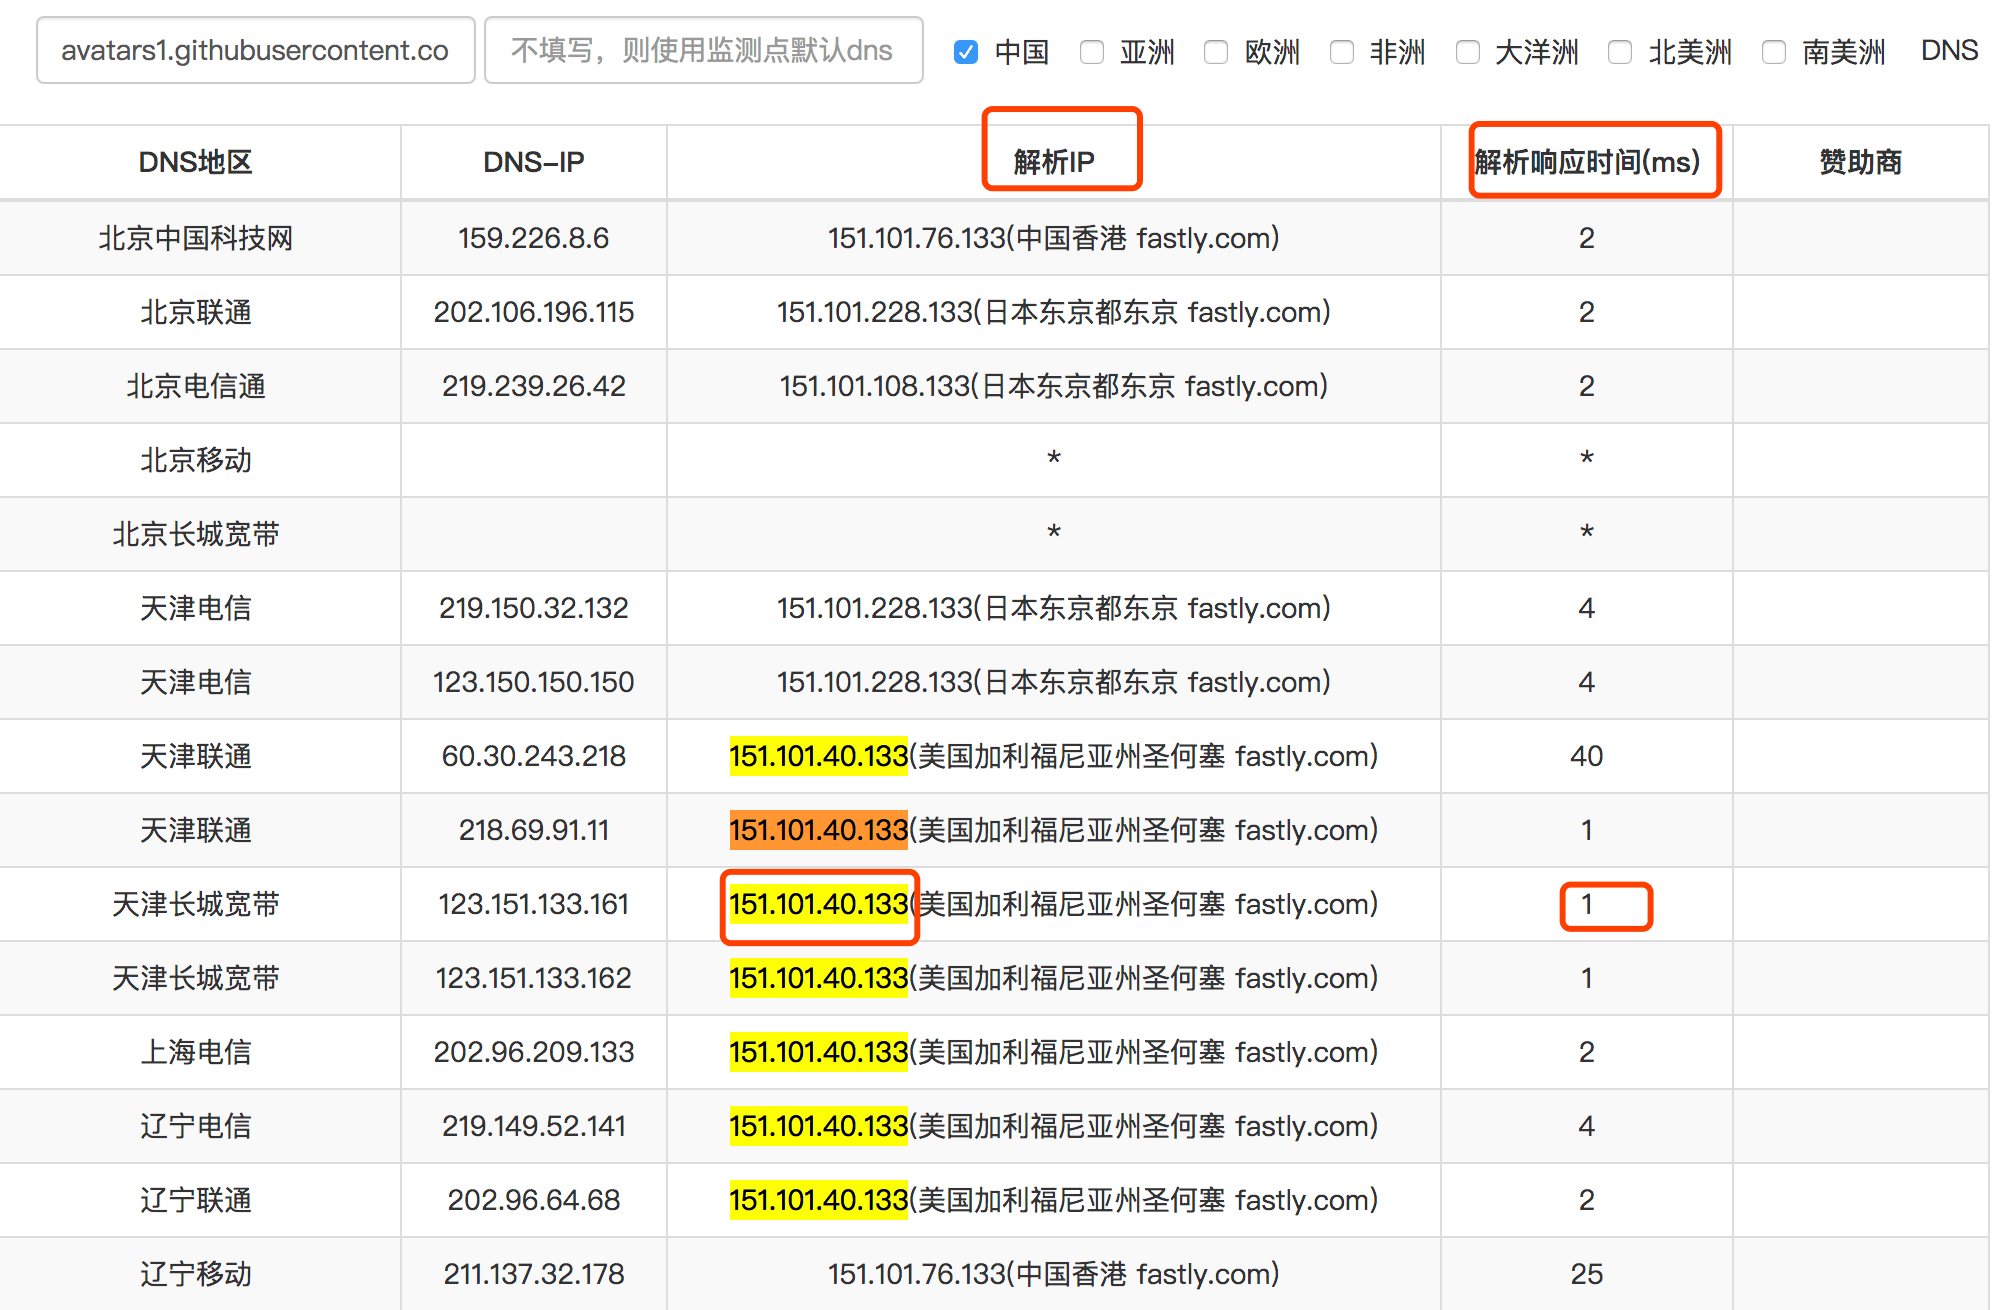 avatars1.githubusercontent.co 不填写，则使用监测点默认dns 中国 亚洲 欧洲 非洲 大洋洲 北美洲 南美洲 DNS
DNS地区 DNS-IP 解析IP 解析响应时间(ms) 赞助商
北京中国科技网 159.226.8.6 151.101.76.133(中国香港 fastly.com) 2
北京联通 202.106.196.115 151.101.228.133(日本东京都东京 fastly.com) 2
北京电信通 219.239.26.42 151.101.108.133(日本东京都东京 fastly.com) 2
北京移动 * *
北京长城宽带 * *
天津电信 219.150.32.132 151.101.228.133(日本东京都东京 fastly.com) 4
天津电信 123.150.150.150 151.101.228.133(日本东京都东京 fastly.com) 4
天津联通 60.30.243.218 151.101.40.133(美国加利福尼亚州圣何塞 fastly.com) 40
天津联通 218.69.91.11 151.101.40.133(美国加利福尼亚州圣何塞 fastly.com) 1
天津长城宽带 123.151.133.161 151.101.40.133(美国加利福尼亚州圣何塞 fastly.com) 1
天津长城宽带 123.151.133.162 151.101.40.133(美国加利福尼亚州圣何塞 fastly.com) 1
上海电信 202.96.209.133 151.101.40.133(美国加利福尼亚州圣何塞 fastly.com) 2
辽宁电信 219.149.52.141 151.101.40.133(美国加利福尼亚州圣何塞 fastly.com) 4
辽宁联通 202.96.64.68 151.101.40.133(美国加利福尼亚州圣何塞 fastly.com) 2
辽宁移动 211.137.32.178 151.101.76.133(中国香港 fastly.com) 25